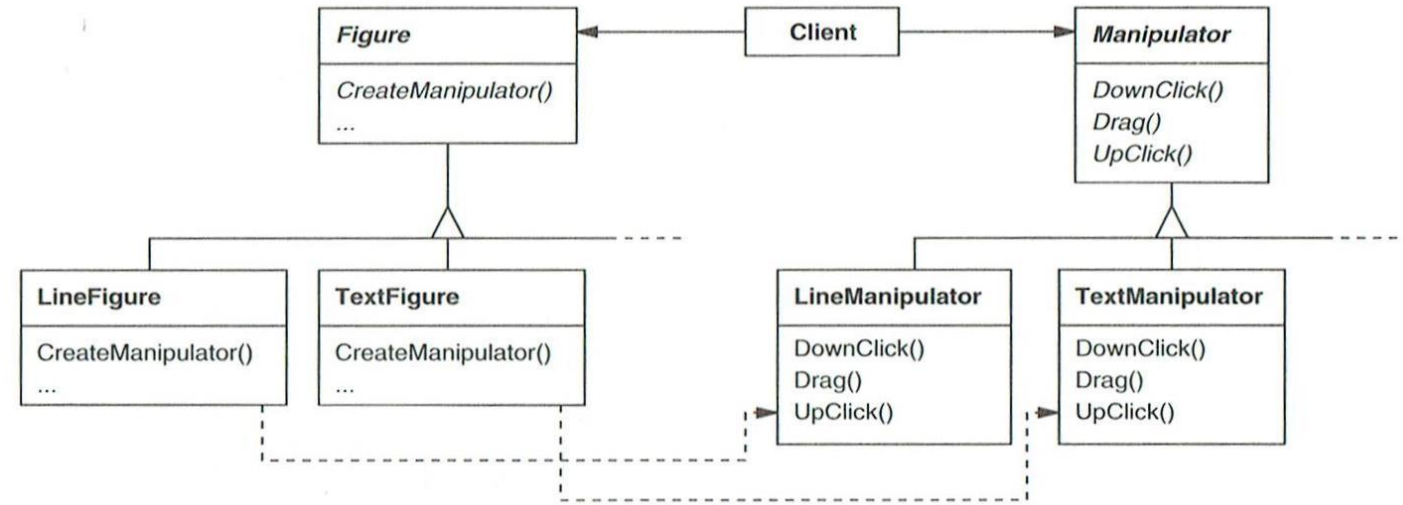 Figure
CreateManipulator()
...
Client
Manipulator
DownClick()
Drag()
UpClick()
LineFigure
CreateManipulator()
...
TextFigure
CreateManipulator()
...
LineManipulator
DownClick()
Drag()
UpClick()
TextManipulator
DownClick()
Drag()
UpClick()